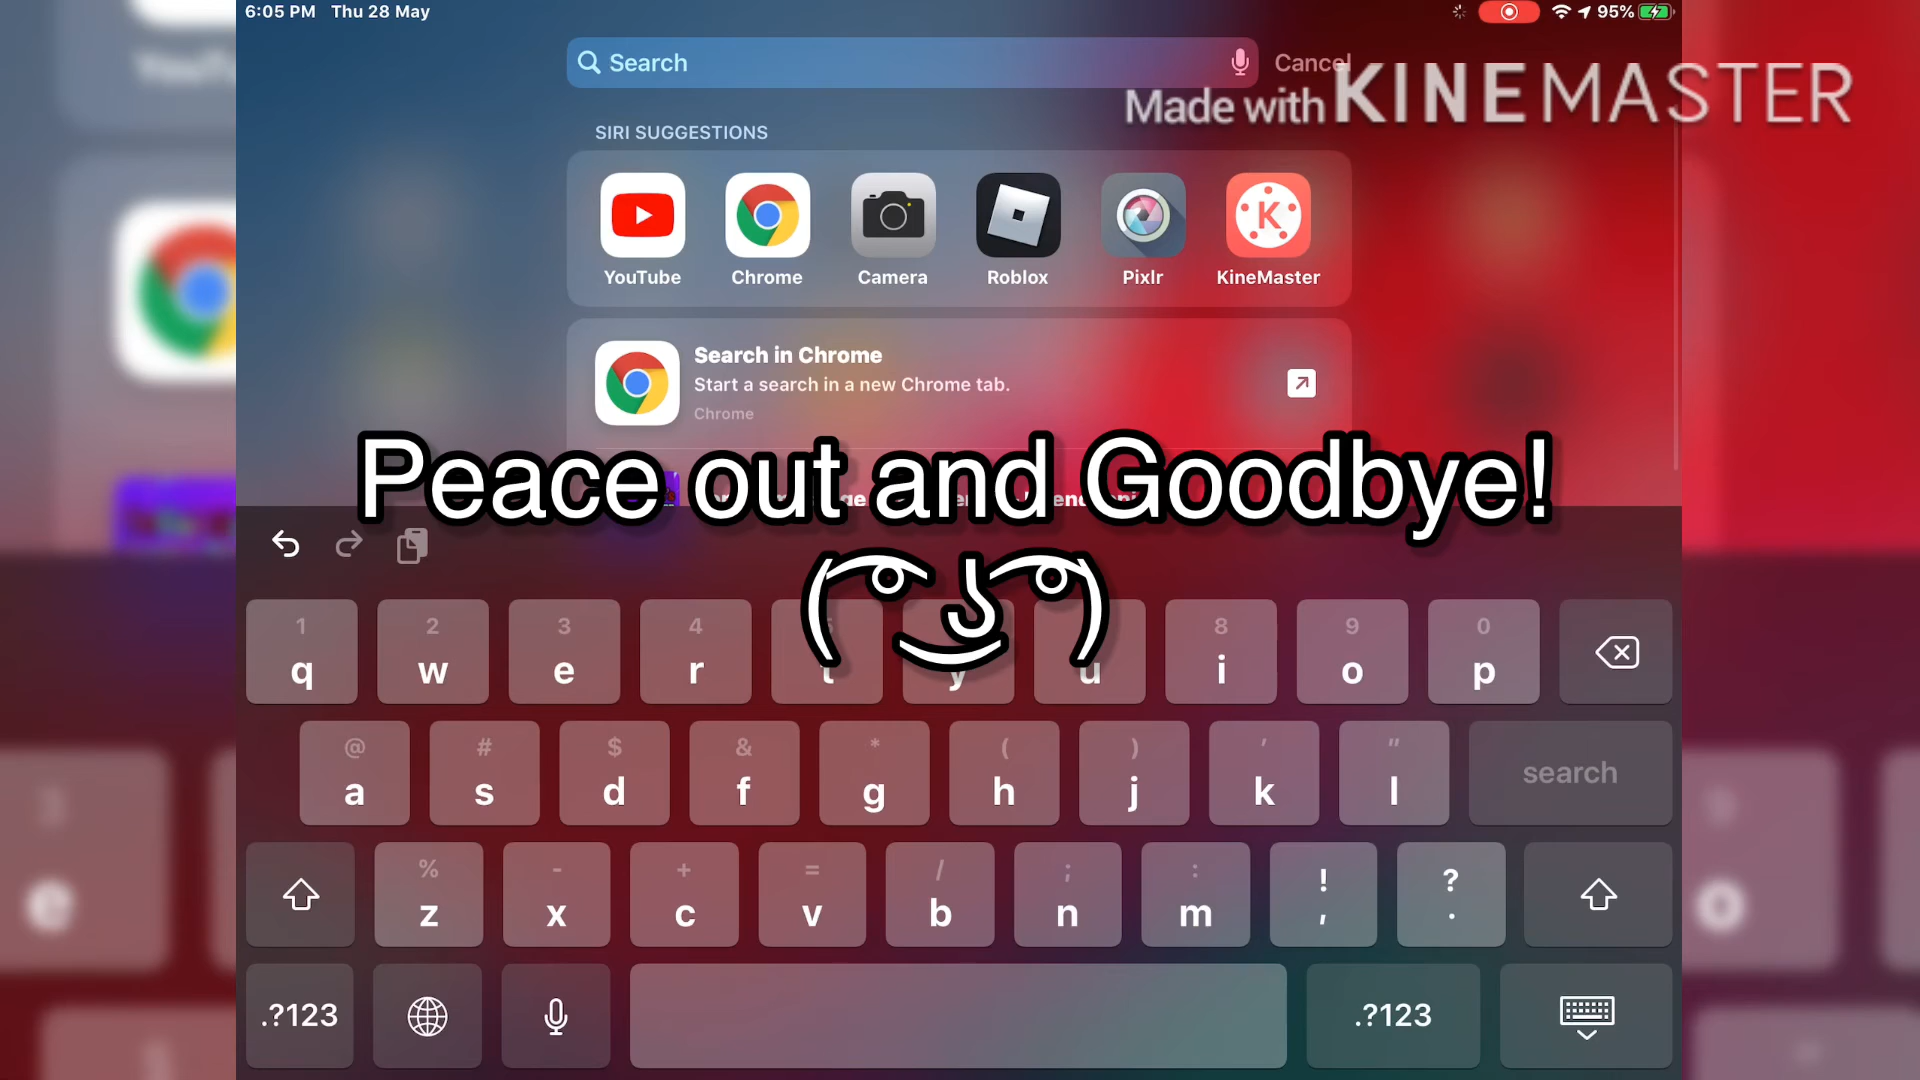 6:05 PM Thu 28 May 95%
Search Cancel
Made with KINEMASTER
SIRI SUGGESTIONS
YouTube Chrome Camera Roblox Pixlr KineMaster
Search in Chrome
Start a search in a new Chrome tab.
Chrome
Peace out and Goodbye!
( ͡° ͜ʖ ͡°)
1 2 3 4 8 9 0
q w e r t y u i o p
@ # $ & * ( ) ' "
a s d f g h j k l search
% - + = / ; : ! ?
z x c v b n m , .
.?123 .?123